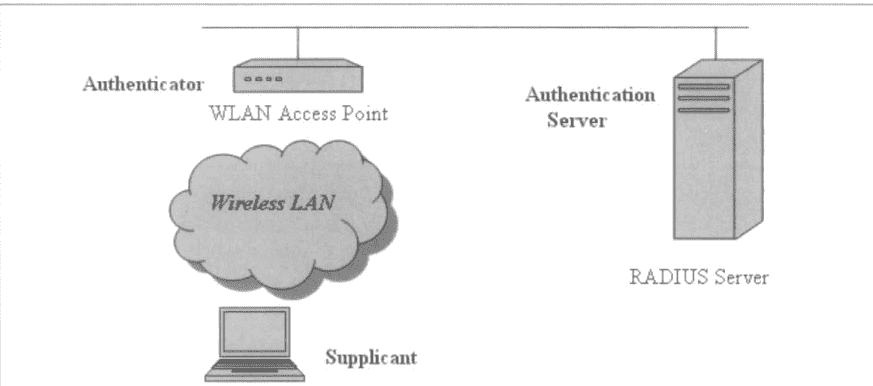 Authenticator
WLAN Access Point
Authentication
Server
Wireless LAN
RADIUS Server
Supplicant